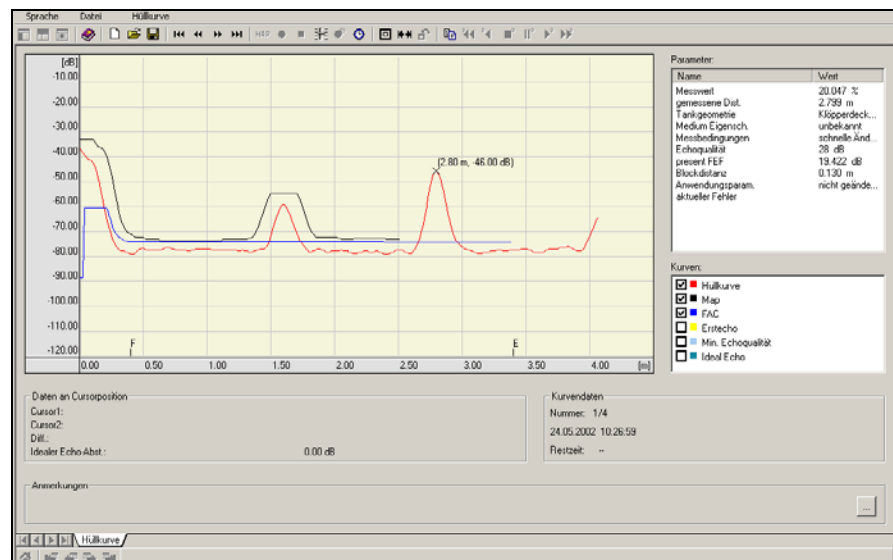 Sprache Datei Hüllkurve
MAP
[dB]
-10.00
-20.00
-30.00
-40.00
-50.00
-60.00
-70.00
-80.00
-90.00
-100.00
-110.00
-120.00
(2.80 m, -46.00 dB)
F
E
0.00 0.50 1.00 1.50 2.00 2.50 3.00 3.50 4.00 [m]
Parameter:
Name Wert
Messwert 20.047 %
gemessene Dist. 2.799 m
Tankgeometrie Klöpperdeck...
Medium Eigensch. unbekannt
Messbedingungen schnelle Änd...
Echoqualität 28 dB
present FEF 19.422 dB
Blockdistanz 0.130 m
Anwendungsparam. nicht geände...
aktueller Fehler
Kurven:
Hüllkurve
Map
FAC
Erstecho
Min. Echoqualität
Ideal Echo
Daten an Cursorposition
Cursor1:
Cursor2:
Diff.:
Idealer Echo Abst.: 0.00 dB
Kurvendaten
Nummer: 1/4
24.05.2002 10:26:59
Restzeit: --
Anmerkungen
...
Hüllkurve